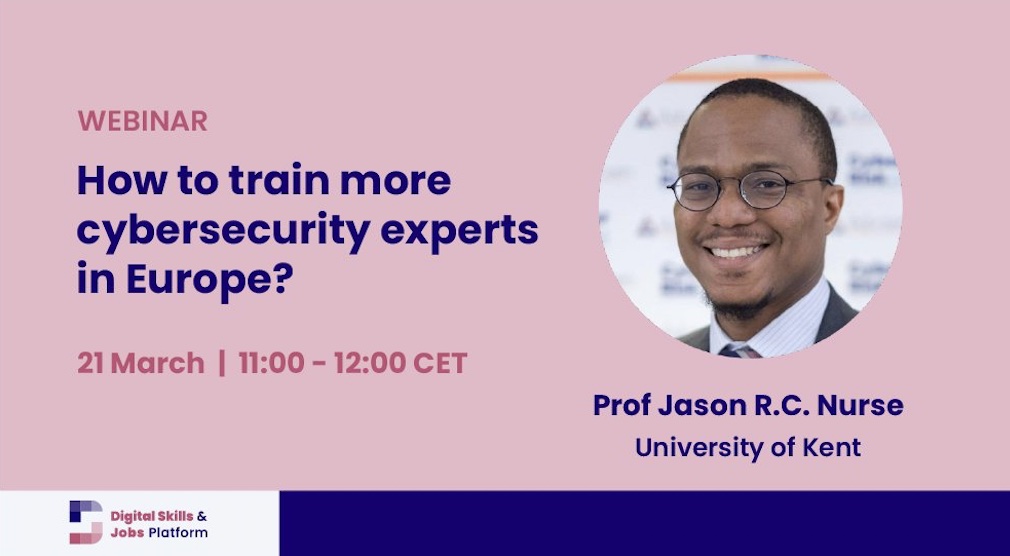 WEBINAR
How to train more
cybersecurity experts
in Europe?
21 March | 11:00 - 12:00 CET
Prof Jason R.C. Nurse
University of Kent
Digital Skills &
Jobs Platform